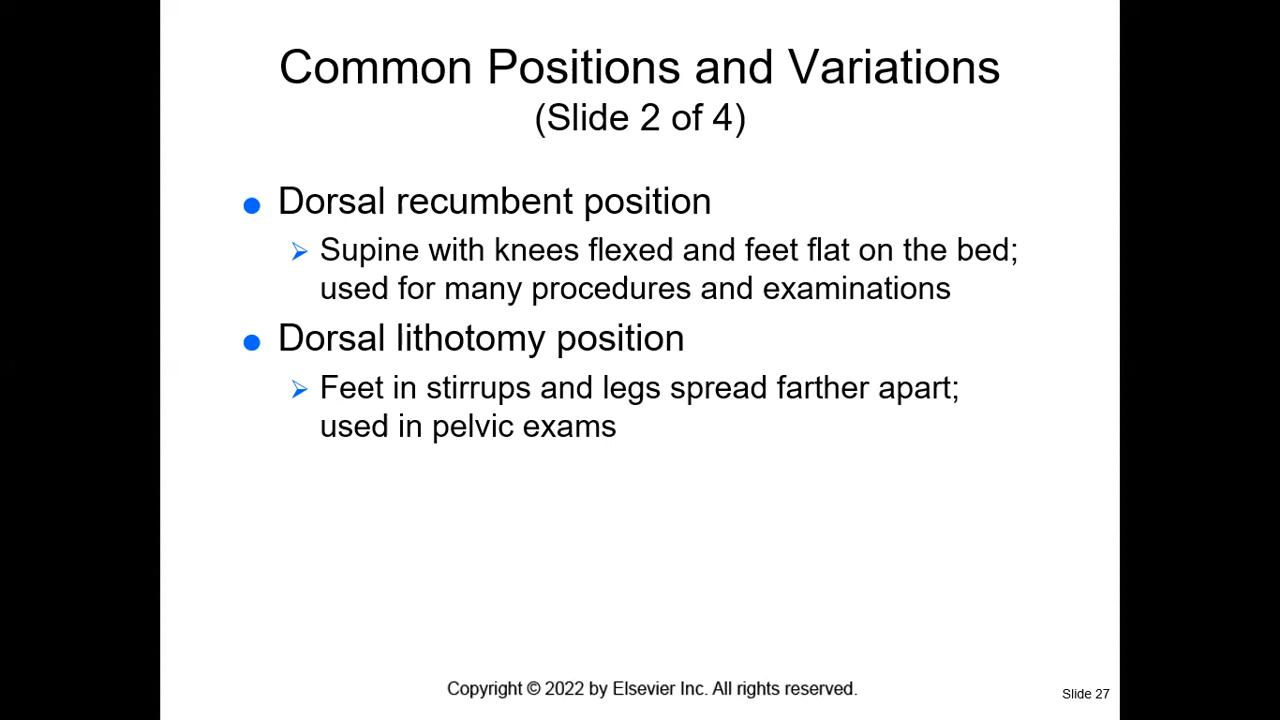 Common Positions and Variations
(Slide 2 of 4)
Dorsal recumbent position
Supine with knees flexed and feet flat on the bed;
used for many procedures and examinations
Dorsal lithotomy position
Feet in stirrups and legs spread farther apart;
used in pelvic exams
Copyright © 2022 by Elsevier Inc. All rights reserved.
Slide 27